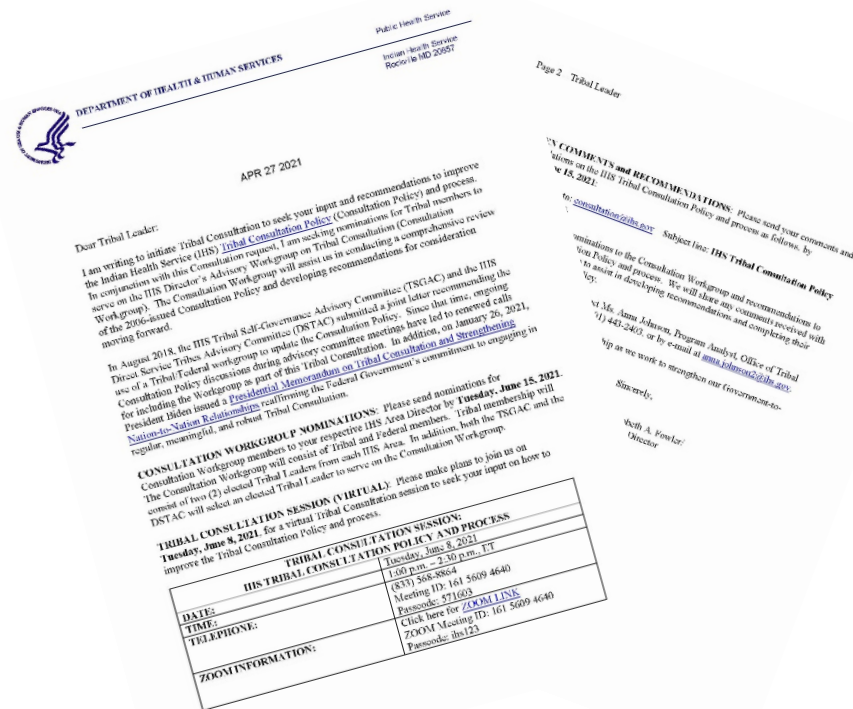 DEPARTMENT OF HEALTH & HUMAN SERVICES
Public Health Service
Indian Health Service
Rockville MD 20857
APR 27 2021
Dear Tribal Leader:
I am writing to initiate Tribal Consultation to seek your input and recommendations to improve
the Indian Health Service (IHS) Tribal Consultation Policy (Consultation Policy) and process.
In conjunction with this Consultation request, I am seeking nominations for Tribal members to
serve on the IHS Director's Advisory Workgroup on Tribal Consultation (Consultation
Workgroup). The Consultation Workgroup will assist us in conducting a comprehensive review
of the 2006-issued Consultation Policy and developing recommendations for consideration
moving forward.
In August 2018, the IHS Tribal Self-Governance Advisory Committee (TSGAC) and the IHS
Direct Service Tribes Advisory Committee (DSTAC) submitted a joint letter recommending the
use of a Tribal/Federal workgroup to update the Consultation Policy. Since that time, ongoing
Consultation Policy discussions during advisory committee meetings have led to renewed calls
for including the Workgroup as part of this Tribal Consultation. In addition, on January 26, 2021,
President Biden issued a Presidential Memorandum on Tribal Consultation and Strengthening
Nation-to-Nation Relationships reaffirming the Federal Government's commitment to engaging in
regular, meaningful, and robust Tribal Consultation.
CONSULTATION WORKGROUP NOMINATIONS: Please send nominations for
Consultation Workgroup members to your respective IHS Area Director by Tuesday, June 15, 2021.
The Consultation Workgroup will consist of Tribal and Federal members. Tribal membership will
consist of two (2) elected Tribal Leaders from each IHS Area. In addition, both the TSGAC and the
DSTAC will select an elected Tribal Leader to serve on the Consultation Workgroup.
TRIBAL CONSULTATION SESSION (VIRTUAL): Please make plans to join us on
Tuesday, June 8, 2021, for a virtual Tribal Consultation session to seek your input on how to
improve the Tribal Consultation Policy and process.
TRIBAL CONSULTATION SESSION:
IHS TRIBAL CONSULTATION POLICY AND PROCESS
DATE: Tuesday, June 8, 2021
TIME: 1:00 p.m. – 2:30 p.m., ET
TELEPHONE: (833) 568-8864
Meeting ID: 161 5609 4640
Passcode: 571603
ZOOM INFORMATION: Click here for ZOOM LINK
ZOOM Meeting ID: 161 5609 4640
Passcode: ihs123
Page 2 Tribal Leader
COMMENTS and RECOMMENDATIONS: Please send your comments and
on the IHS Tribal Consultation Policy and process as follows, by
15, 2021:
to: consultation@ihs.gov Subject line: IHS Tribal Consultation Policy
nominations to the Consultation Workgroup and recommendations to
Policy and process. We will share any comments received with
to assist in developing recommendations and completing their
Ms. Anna Johnson, Program Analyst, Office of Tribal
443-2403, or by e-mail at anna.johnson2@ihs.gov.
as we work to strengthen our Government-to-
Sincerely,
A. Fowler/
Director